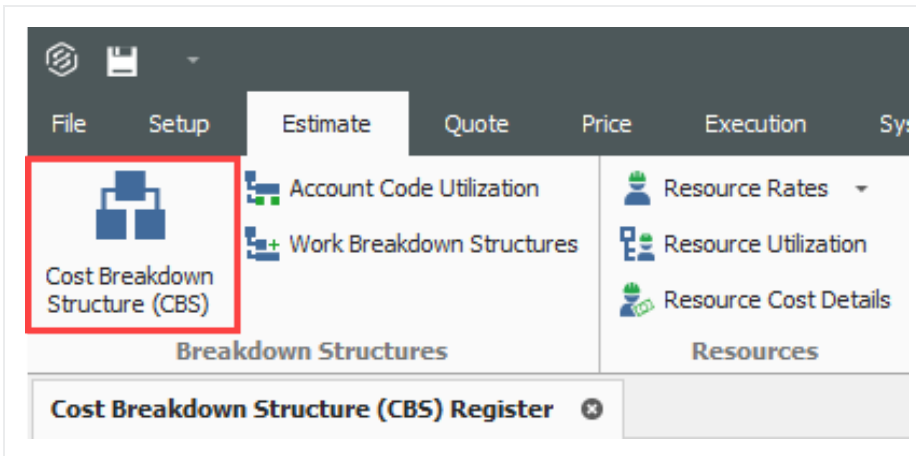 File Setup Estimate Quote Price Execution Sys
Account Code Utilization Resource Rates
Work Breakdown Structures Resource Utilization
Cost Breakdown
Structure (CBS) Resource Cost Details
Breakdown Structures Resources
Cost Breakdown Structure (CBS) Register